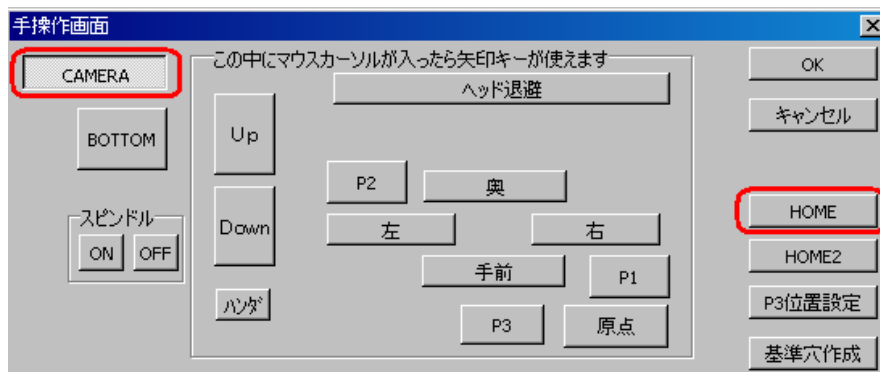 手操作画面
CAMERA
BOTTOM
スピンドル
ON OFF
この中にマウスカーソルが入ったら矢印キーが使えます
ヘッド退避
Up
P2 奥
Down 左 右
手前 P1
ハンダ
P3 原点
OK
キャンセル
HOME
HOME2
P3位置設定
基準穴作成